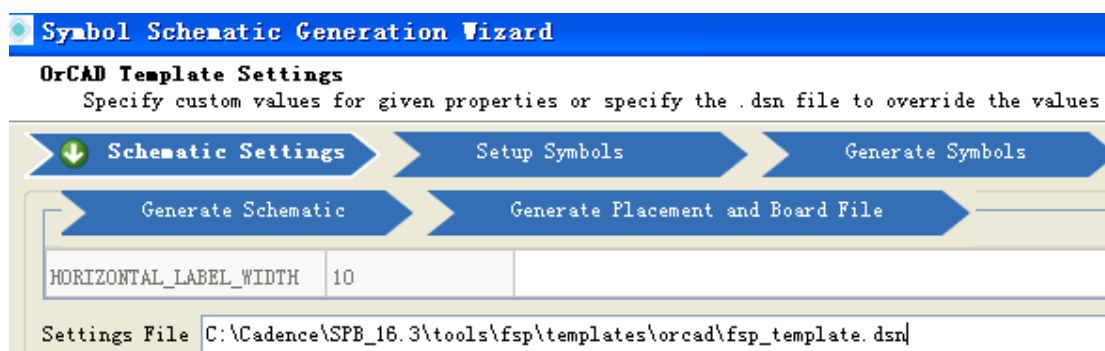 Symbol Schematic Generation Wizard
OrCAD Template Settings
Specify custom values for given properties or specify the .dsn file to override the values
Schematic Settings Setup Symbols Generate Symbols
Generate Schematic Generate Placement and Board File
HORIZONTAL_LABEL_WIDTH 10
Settings File C:\Cadence\SPB_16.3\tools\fsp\templates\orcad\fsp_template.dsn